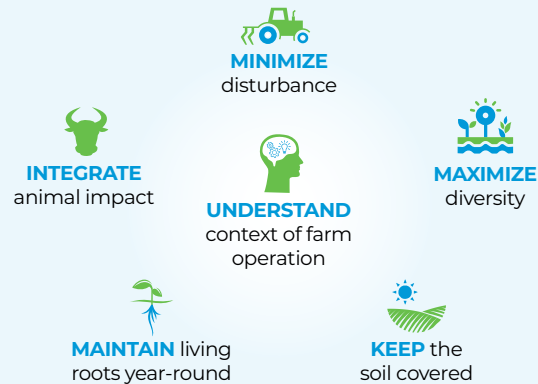 MINIMIZE
disturbance
INTEGRATE
animal impact
MAXIMIZE
diversity
UNDERSTAND
context of farm
operation
MAINTAIN living
roots year-round
KEEP the
soil covered